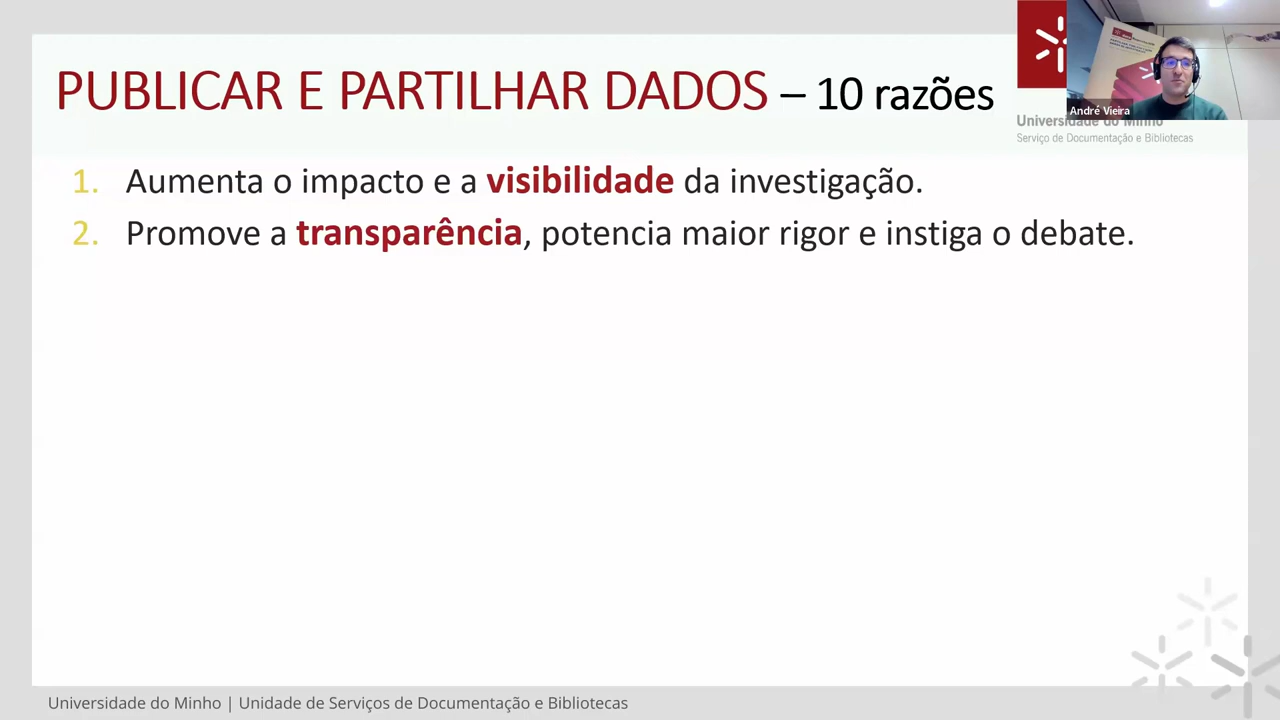 PUBLICAR E PARTILHAR DADOS – 10 razões
André Vieira
Universidade do Minho
Serviço de Documentação e Bibliotecas
1. Aumenta o impacto e a visibilidade da investigação.
2. Promove a transparência, potencia maior rigor e instiga o debate.
Universidade do Minho | Unidade de Serviços de Documentação e Bibliotecas